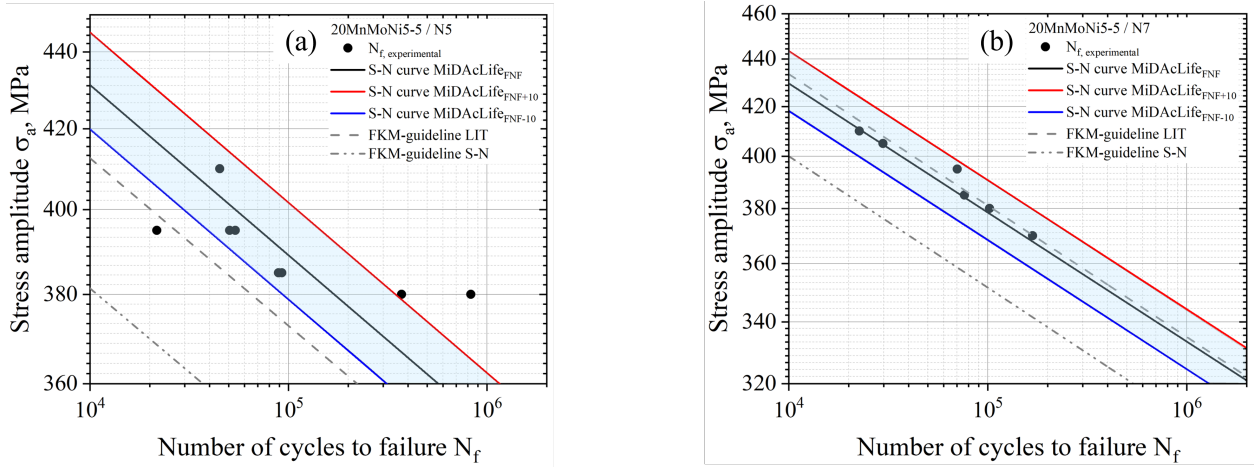 (a)
20MnMoNi5-5 / N5
N_f, experimental
S-N curve MiDAcLife_FNF
S-N curve MiDAcLife_FNF+10
S-N curve MiDAcLife_FNF-10
FKM-guideline LIT
FKM-guideline S-N
440
420
400
380
360
Stress amplitude σ_a, MPa
10^4
10^5
10^6
Number of cycles to failure N_f
(b)
20MnMoNi5-5 / N7
N_f, experimental
S-N curve MiDAcLife_FNF
S-N curve MiDAcLife_FNF+10
S-N curve MiDAcLife_FNF-10
FKM-guideline LIT
FKM-guideline S-N
460
440
420
400
380
360
340
320
Stress amplitude σ_a, MPa
10^4
10^5
10^6
Number of cycles to failure N_f